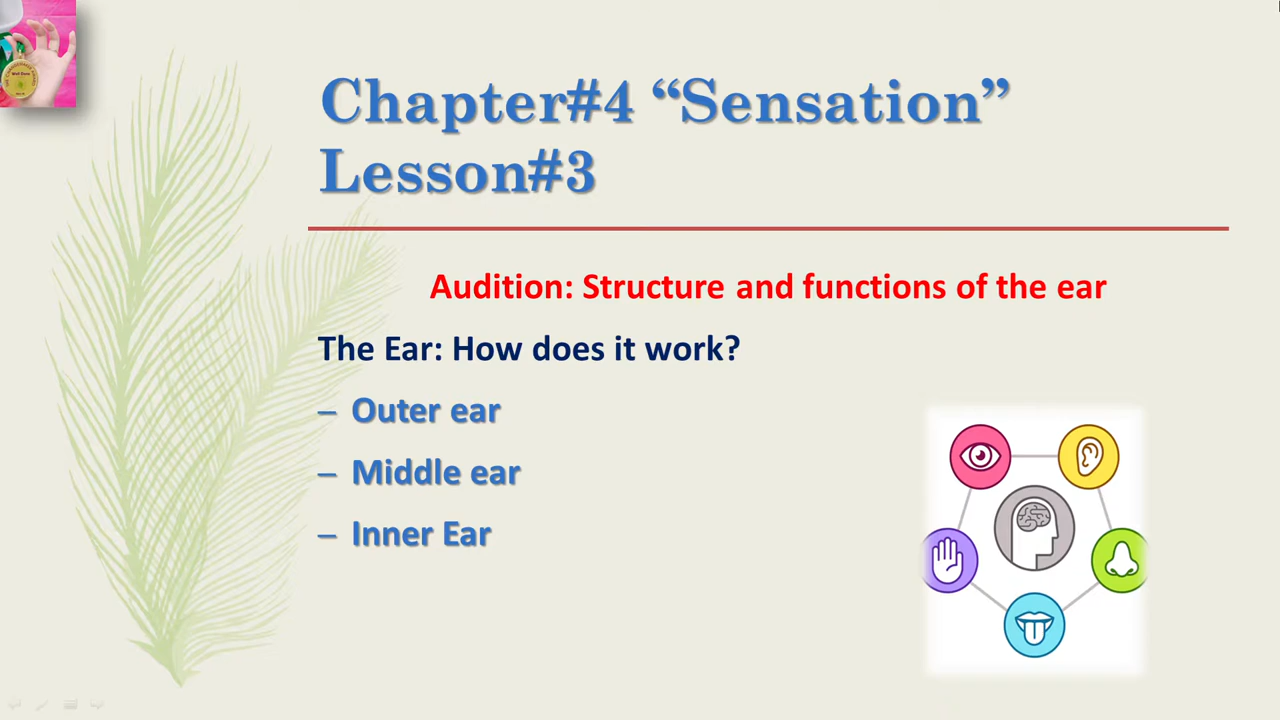 Chapter#4 “Sensation”
Lesson#3
Audition: Structure and functions of the ear
The Ear: How does it work?
– Outer ear
– Middle ear
– Inner Ear